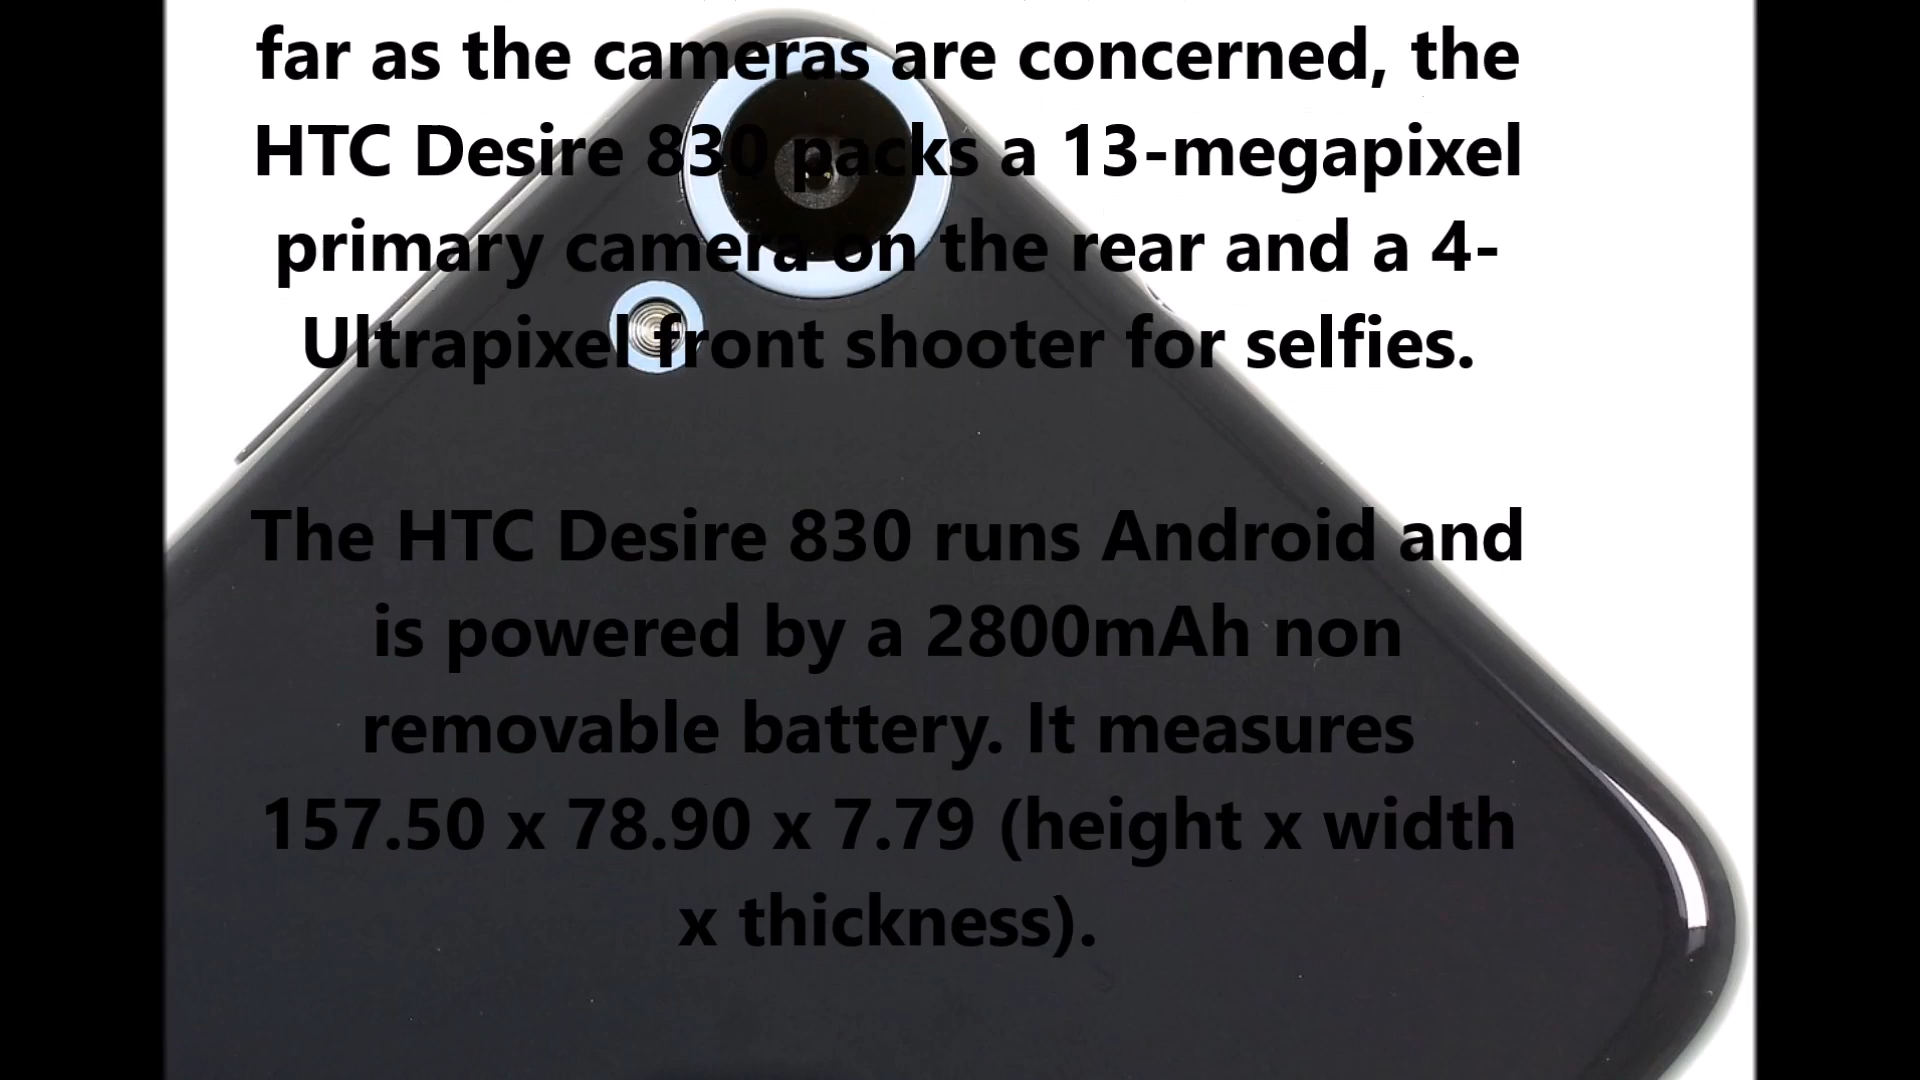 far as the cameras are concerned, the
HTC Desire 830 packs a 13-megapixel
primary camera on the rear and a 4-
Ultrapixel front shooter for selfies.
The HTC Desire 830 runs Android and
is powered by a 2800mAh non
removable battery. It measures
157.50 x 78.90 x 7.79 (height x width
x thickness).